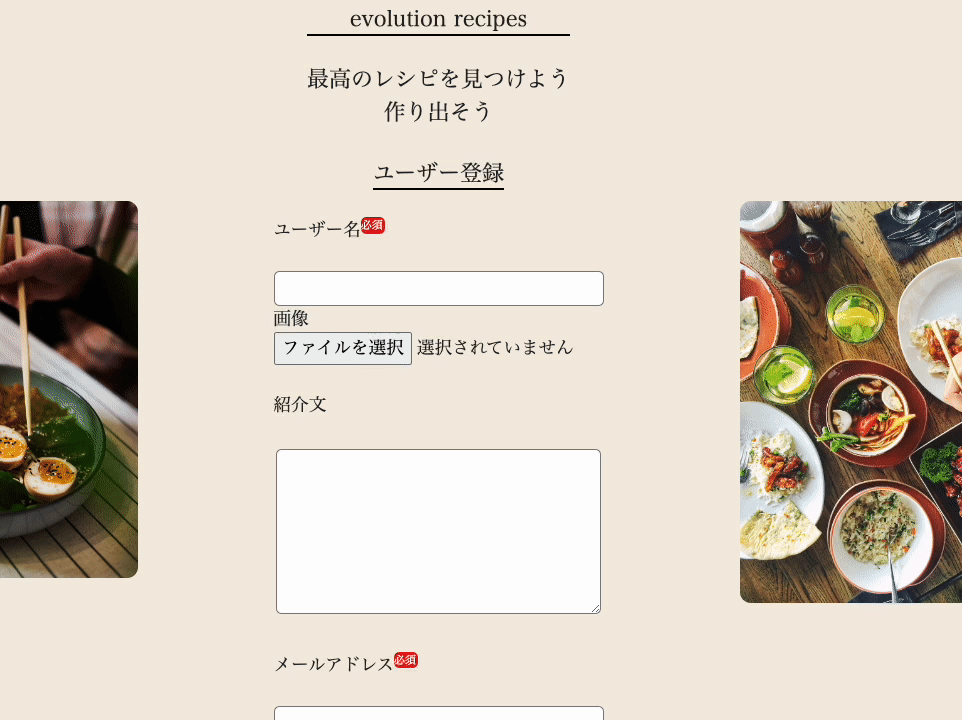 evolution recipes
最高のレシピを見つけよう
作り出そう
ユーザー登録
ユーザー名必須
画像
ファイルを選択 選択されていません
紹介文
メールアドレス必須